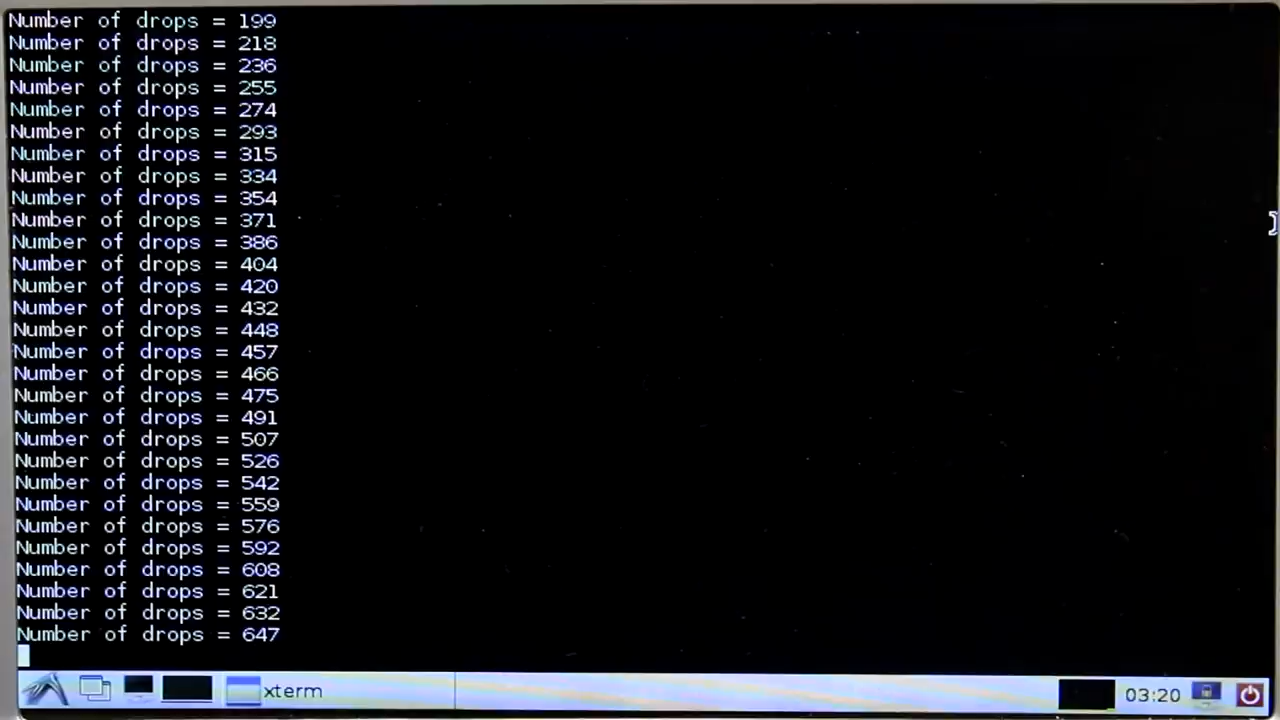 Number of drops = 199
Number of drops = 218
Number of drops = 236
Number of drops = 255
Number of drops = 274
Number of drops = 293
Number of drops = 315
Number of drops = 334
Number of drops = 354
Number of drops = 371
Number of drops = 386
Number of drops = 404
Number of drops = 420
Number of drops = 432
Number of drops = 448
Number of drops = 457
Number of drops = 466
Number of drops = 475
Number of drops = 491
Number of drops = 507
Number of drops = 526
Number of drops = 542
Number of drops = 559
Number of drops = 576
Number of drops = 592
Number of drops = 608
Number of drops = 621
Number of drops = 632
Number of drops = 647
xterm 03:20